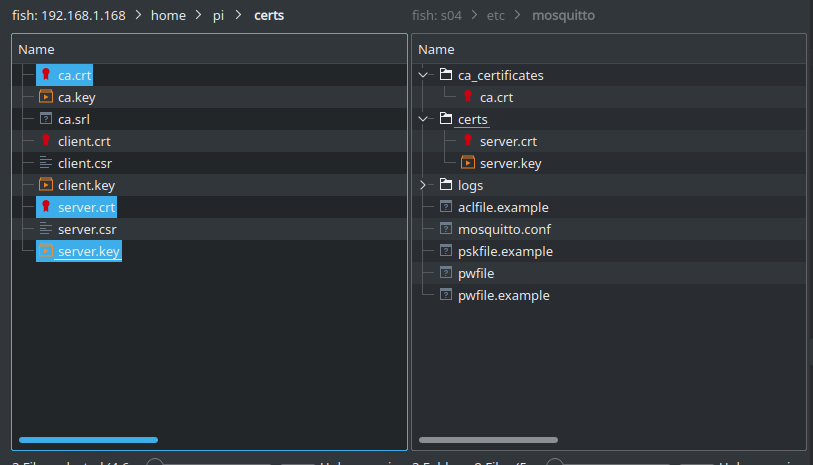 fish: 192.168.1.168 > home > pi > certs
fish: s04 > etc > mosquitto
Name
ca.crt
ca.key
ca.srl
client.crt
client.csr
client.key
server.crt
server.csr
server.key
Name
ca_certificates
ca.crt
certs
server.crt
server.key
logs
aclfile.example
mosquitto.conf
pskfile.example
pwfile
pwfile.example